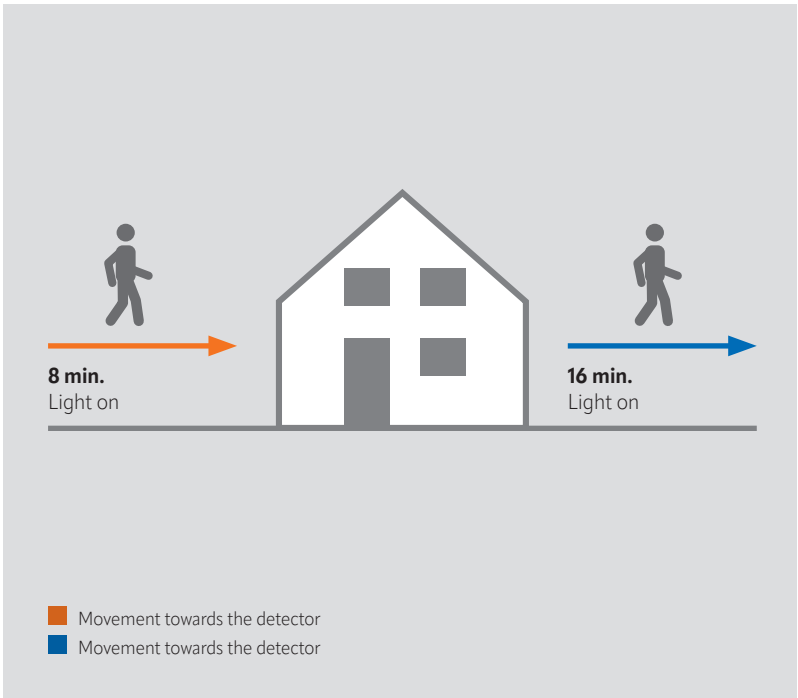 8 min.
Light on
16 min.
Light on
Movement towards the detector
Movement towards the detector